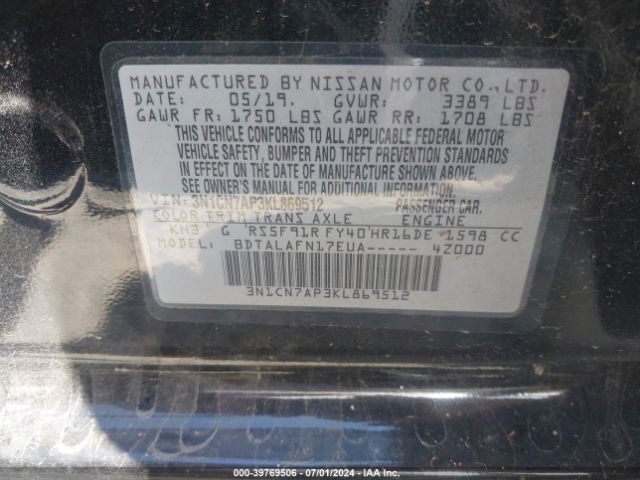 MANUFACTURED BY NISSAN MOTOR CO.,LTD.
DATE: 05/19. GVWR: 3389 LBS
GAWR FR: 1750 LBS GAWR RR: 1708 LBS
THIS VEHICLE CONFORMS TO ALL APPLICABLE FEDERAL MOTOR
VEHICLE SAFETY, BUMPER AND THEFT PREVENTION STANDARDS
IN EFFECT ON THE DATE OF MANUFACTURE SHOWN ABOVE.
SEE OWNER'S MANUAL FOR ADDITIONAL INFORMATION.
VIN: 3N1CN7AP3KL869512 PASSENGER CAR.
COLOR TRIM TRANS AXLE ENGINE
KH3 G RS5F91R FY40 HR16DE 1598 CC
MODEL: BDTALAFN17EUA----- 4Z000
3N1CN7AP3KL869512
0-39769506 - 07/01/2024 - IAA Inc.